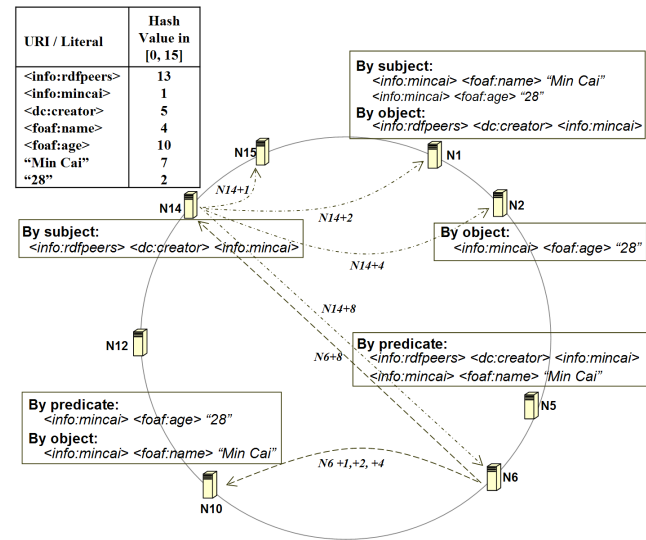 URI / Literal Hash Value in [0, 15]
<info:rdfpeers> 13
<info:mincai> 1
<dc:creator> 5
<foaf:name> 4
<foaf:age> 10
“Min Cai” 7
“28” 2
By subject:
<info:mincai> <foaf:name> “Min Cai”
<info:mincai> <foaf:age> “28”
By object:
<info:rdfpeers> <dc:creator> <info:mincai>
N15
N1
N14+1
N14
N14+2
N2
By subject:
<info:rdfpeers> <dc:creator> <info:mincai>
By object:
<info:mincai> <foaf:age> “28”
N14+4
N14+8
N12
N6+8
By predicate:
<info:rdfpeers> <dc:creator> <info:mincai>
<info:mincai> <foaf:name> “Min Cai”
N5
By predicate:
<info:mincai> <foaf:age> “28”
By object:
<info:mincai> <foaf:name> “Min Cai”
N6 +1,+2, +4
N6
N10